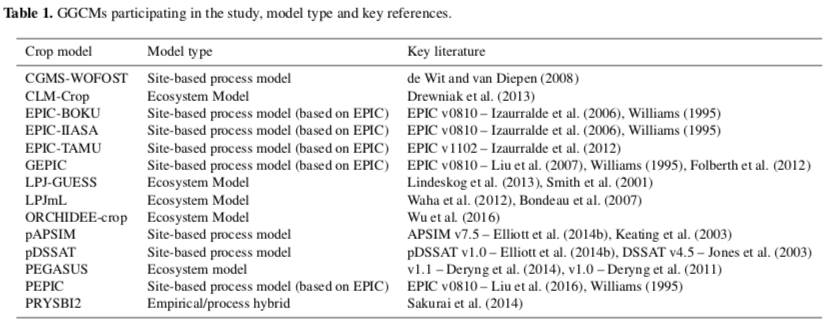 Table 1. GGCMs participating in the study, model type and key references.
Crop model Model type Key literature
CGMS-WOFOST Site-based process model de Wit and van Diepen (2008)
CLM-Crop Ecosystem Model Drewniak et al. (2013)
EPIC-BOKU Site-based process model (based on EPIC) EPIC v0810 – Izaurralde et al. (2006), Williams (1995)
EPIC-IIASA Site-based process model (based on EPIC) EPIC v0810 – Izaurralde et al. (2006), Williams (1995)
EPIC-TAMU Site-based process model (based on EPIC) EPIC v1102 – Izaurralde et al. (2012)
GEPIC Site-based process model (based on EPIC) EPIC v0810 – Liu et al. (2007), Williams (1995), Folberth et al. (2012)
LPJ-GUESS Ecosystem Model Lindeskog et al. (2013), Smith et al. (2001)
LPJmL Ecosystem Model Waha et al. (2012), Bondeau et al. (2007)
ORCHIDEE-crop Ecosystem Model Wu et al. (2016)
pAPSIM Site-based process model APSIM v7.5 – Elliott et al. (2014b), Keating et al. (2003)
pDSSAT Site-based process model pDSSAT v1.0 – Elliott et al. (2014b), DSSAT v4.5 – Jones et al. (2003)
PEGASUS Ecosystem model v1.1 – Deryng et al. (2014), v1.0 – Deryng et al. (2011)
PEPIC Site-based process model (based on EPIC) EPIC v0810 – Liu et al. (2016), Williams (1995)
PRYSBI2 Empirical/process hybrid Sakurai et al. (2014)